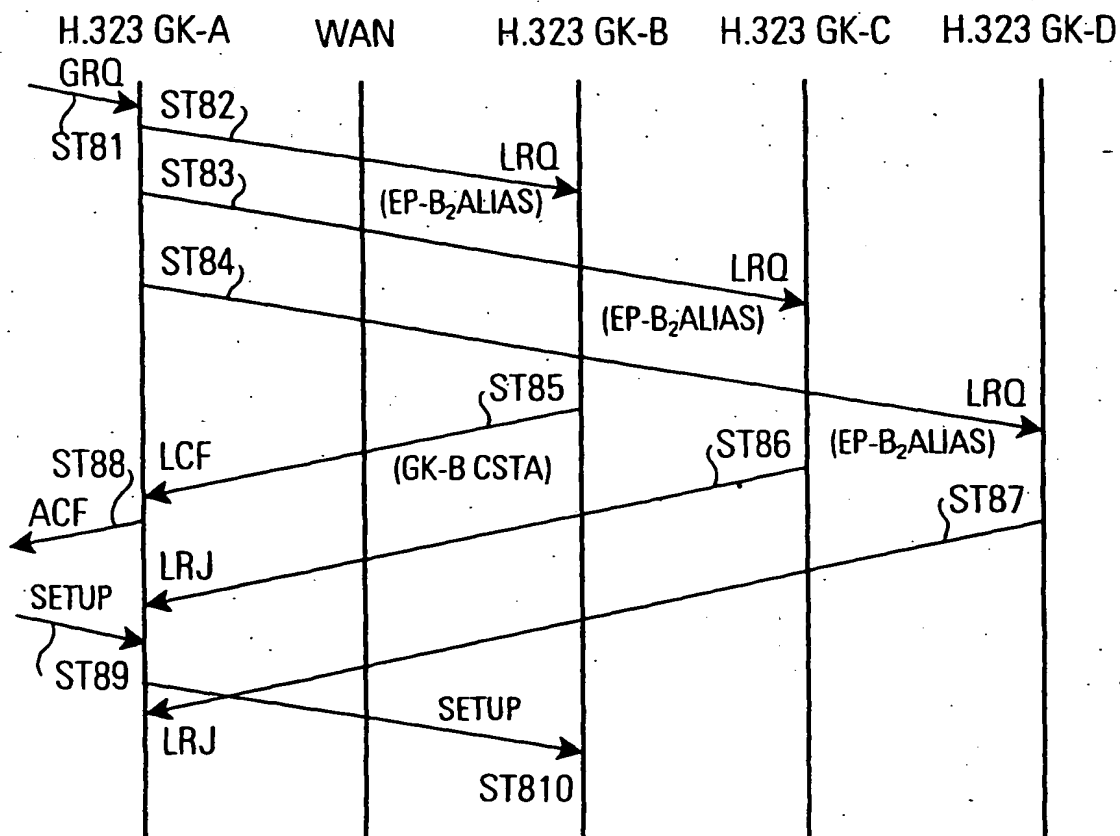 H.323 GK-A WAN H.323 GK-B H.323 GK-C H.323 GK-D
GRQ
ST81
ST82
LRQ
(EP-B₂ALIAS)
ST83
LRQ
(EP-B₂ALIAS)
ST84
LRQ
(EP-B₂ALIAS)
ST85
LCF
(GK-B CSTA)
ST86
ST88
ACF
ST87
LRJ
SETUP
ST89
SETUP
LRJ
ST810